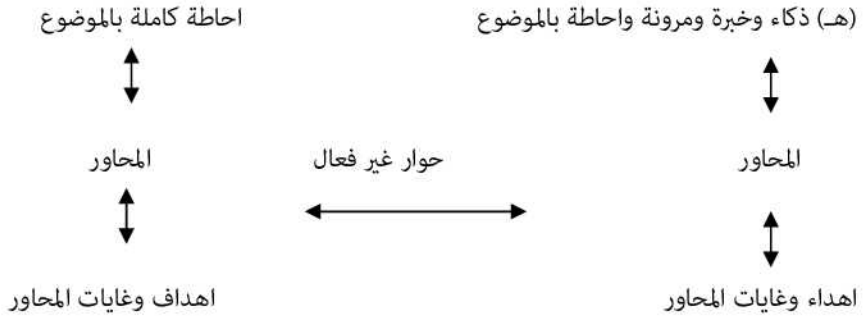 (هـ) ذكاء وخبرة ومرونة واحاطة بالموضوع
احاطة كاملة بالموضوع
المحاور
حوار غير فعال
المحاور
اهداء وغايات المحاور
اهداف وغايات المحاور